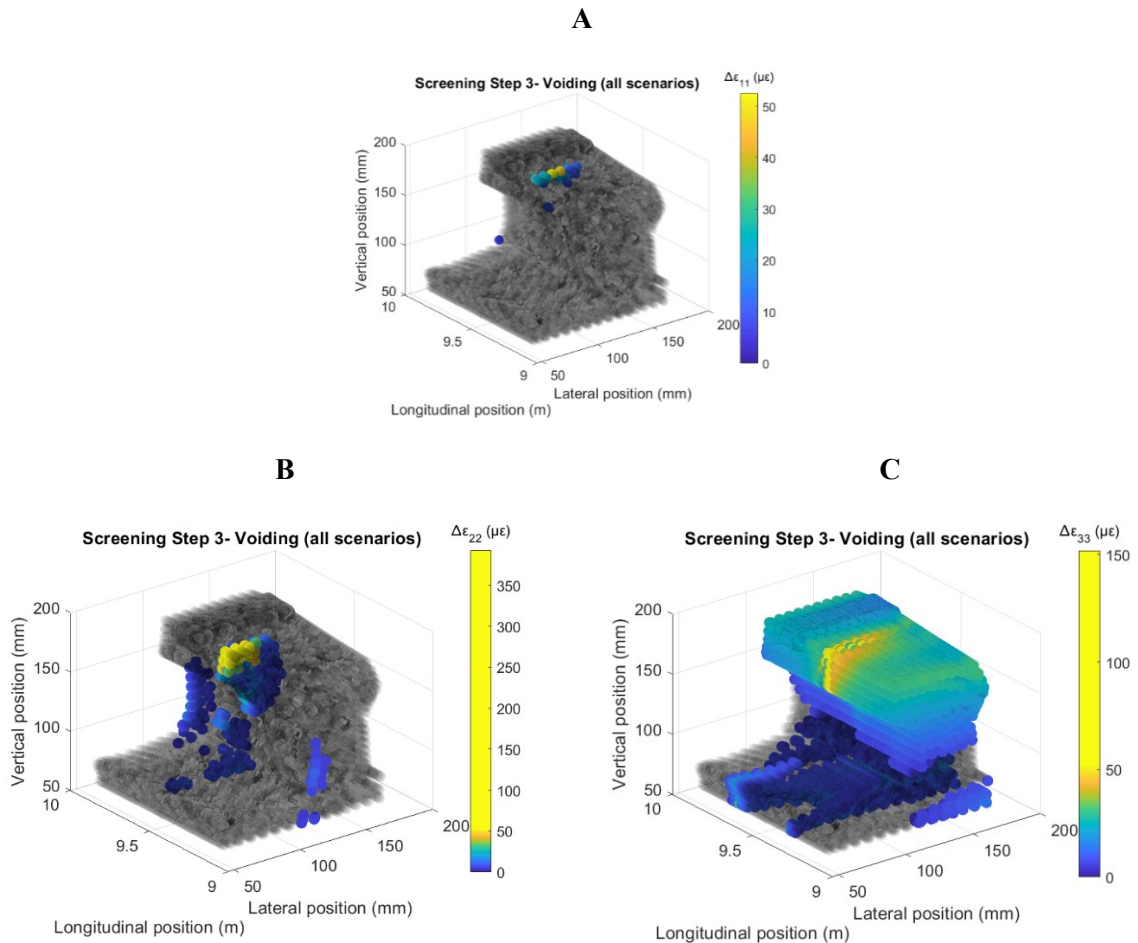 A
Screening Step 3- Voiding (all scenarios)
Δε11 (με)
50
40
30
20
10
0
200
150
100
50
Vertical position (mm)
10
9.5
9
Longitudinal position (m)
50
100
150
200
Lateral position (mm)
B
Screening Step 3- Voiding (all scenarios)
Δε22 (με)
350
300
250
200
150
100
50
0
200
150
100
50
Vertical position (mm)
10
9.5
9
Longitudinal position (m)
50
100
150
200
Lateral position (mm)
C
Screening Step 3- Voiding (all scenarios)
Δε33 (με)
150
100
50
0
200
150
100
50
Vertical position (mm)
10
9.5
9
Longitudinal position (m)
50
100
150
200
Lateral position (mm)